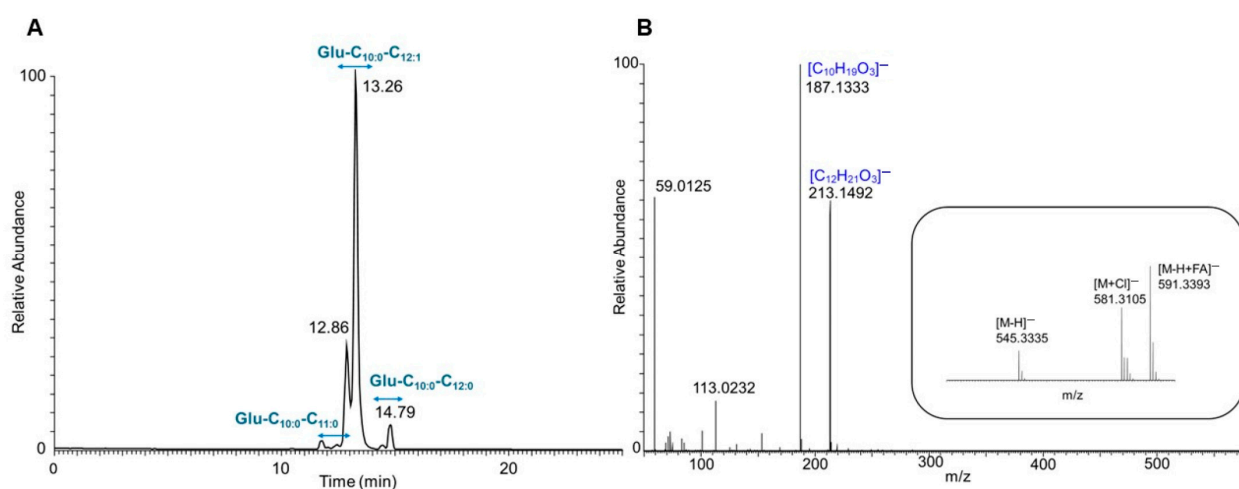 A
Glu-C₁₀:₀-C₁₂:₁
100
13.26
12.86
Glu-C₁₀:₀-C₁₂:₀
14.79
Glu-C₁₀:₀-C₁₁:₀
0
0
10
20
Relative Abundance
Time (min)
B
[C₁₀H₁₉O₃]⁻
187.1333
100
[C₁₂H₂₁O₃]⁻
213.1492
59.0125
113.0232
[M-H]⁻
545.3335
[M+Cl]⁻
581.3105
[M-H+FA]⁻
591.3393
m/z
0
100
200
300
400
500
Relative Abundance
m/z